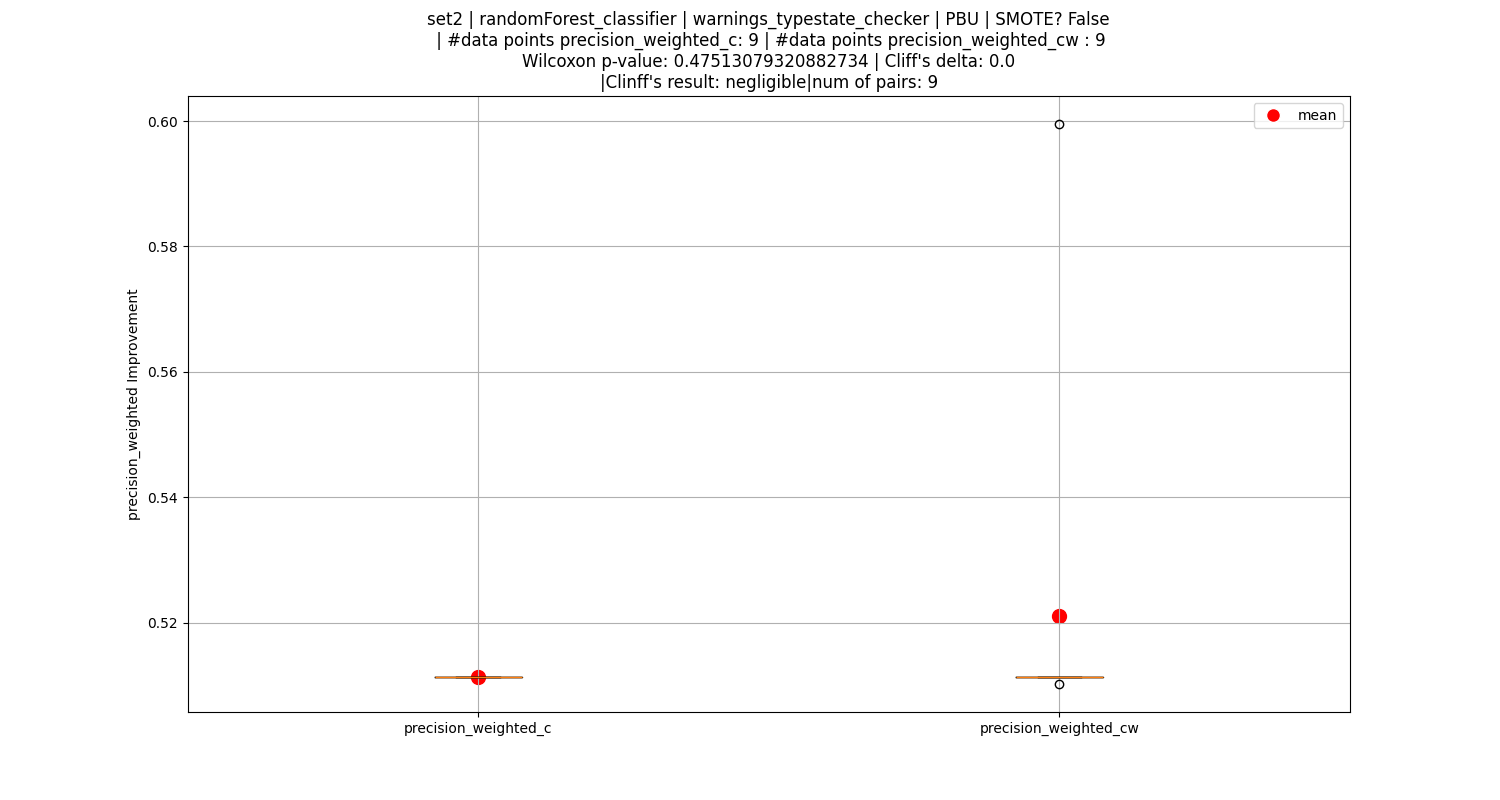 set2 | randomForest_classifier | warnings_typestate_checker | PBU | SMOTE? False
| #data points precision_weighted_c: 9 | #data points precision_weighted_cw : 9
Wilcoxon p-value: 0.47513079320882734 | Cliff's delta: 0.0
|Clinff's result: negligible|num of pairs: 9
mean
0.60
0.58
0.56
0.54
0.52
precision_weighted Improvement
precision_weighted_c
precision_weighted_cw